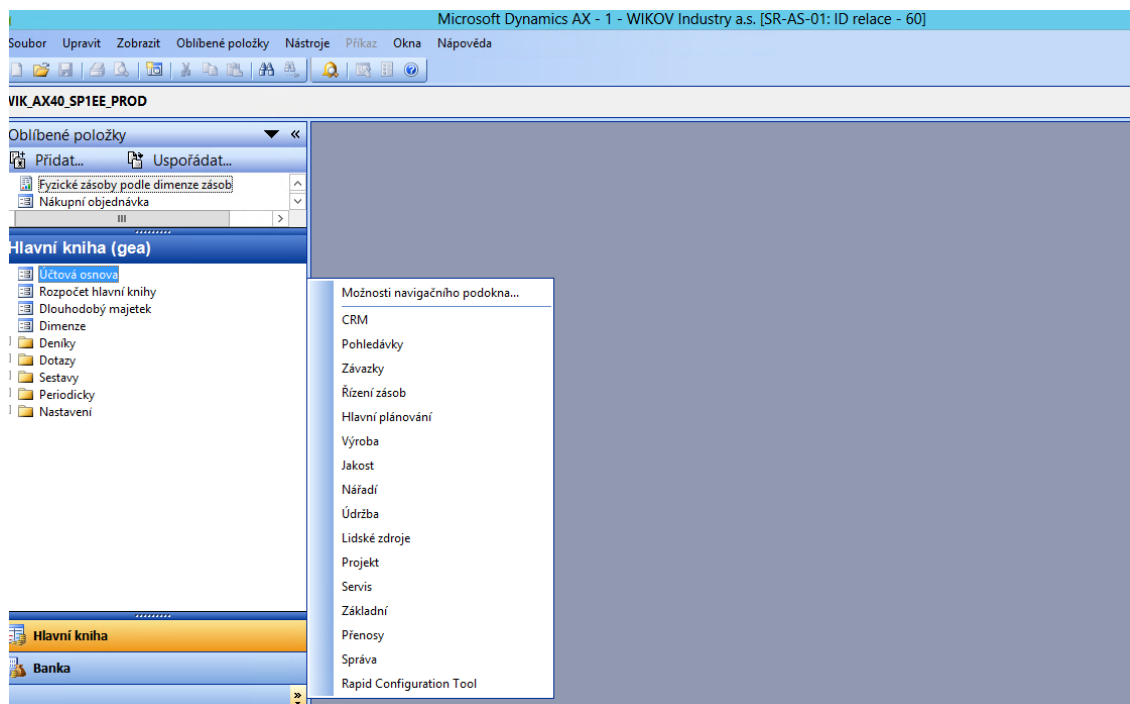 Microsoft Dynamics AX - 1 - WIKOV Industry a.s. [SR-AS-01: ID relace - 60]
Soubor Upravit Zobrazit Oblíbené položky Nástroje Příkaz Okna Nápověda
WIK_AX40_SP1EE_PROD
Oblíbené položky
Přidat... Uspořádat...
Fyzické zásoby podle dimenze zásob
Nákupní objednávka
Hlavní kniha (gea)
Účtová osnova
Rozpočet hlavní knihy
Dlouhodobý majetek
Dimenze
Deníky
Dotazy
Sestavy
Periodicky
Nastavení
Možnosti navigačního podokna...
CRM
Pohledávky
Závazky
Řízení zásob
Hlavní plánování
Výroba
Jakost
Nářadí
Údržba
Lidské zdroje
Projekt
Servis
Základní
Přenosy
Správa
Rapid Configuration Tool
Hlavní kniha
Banka